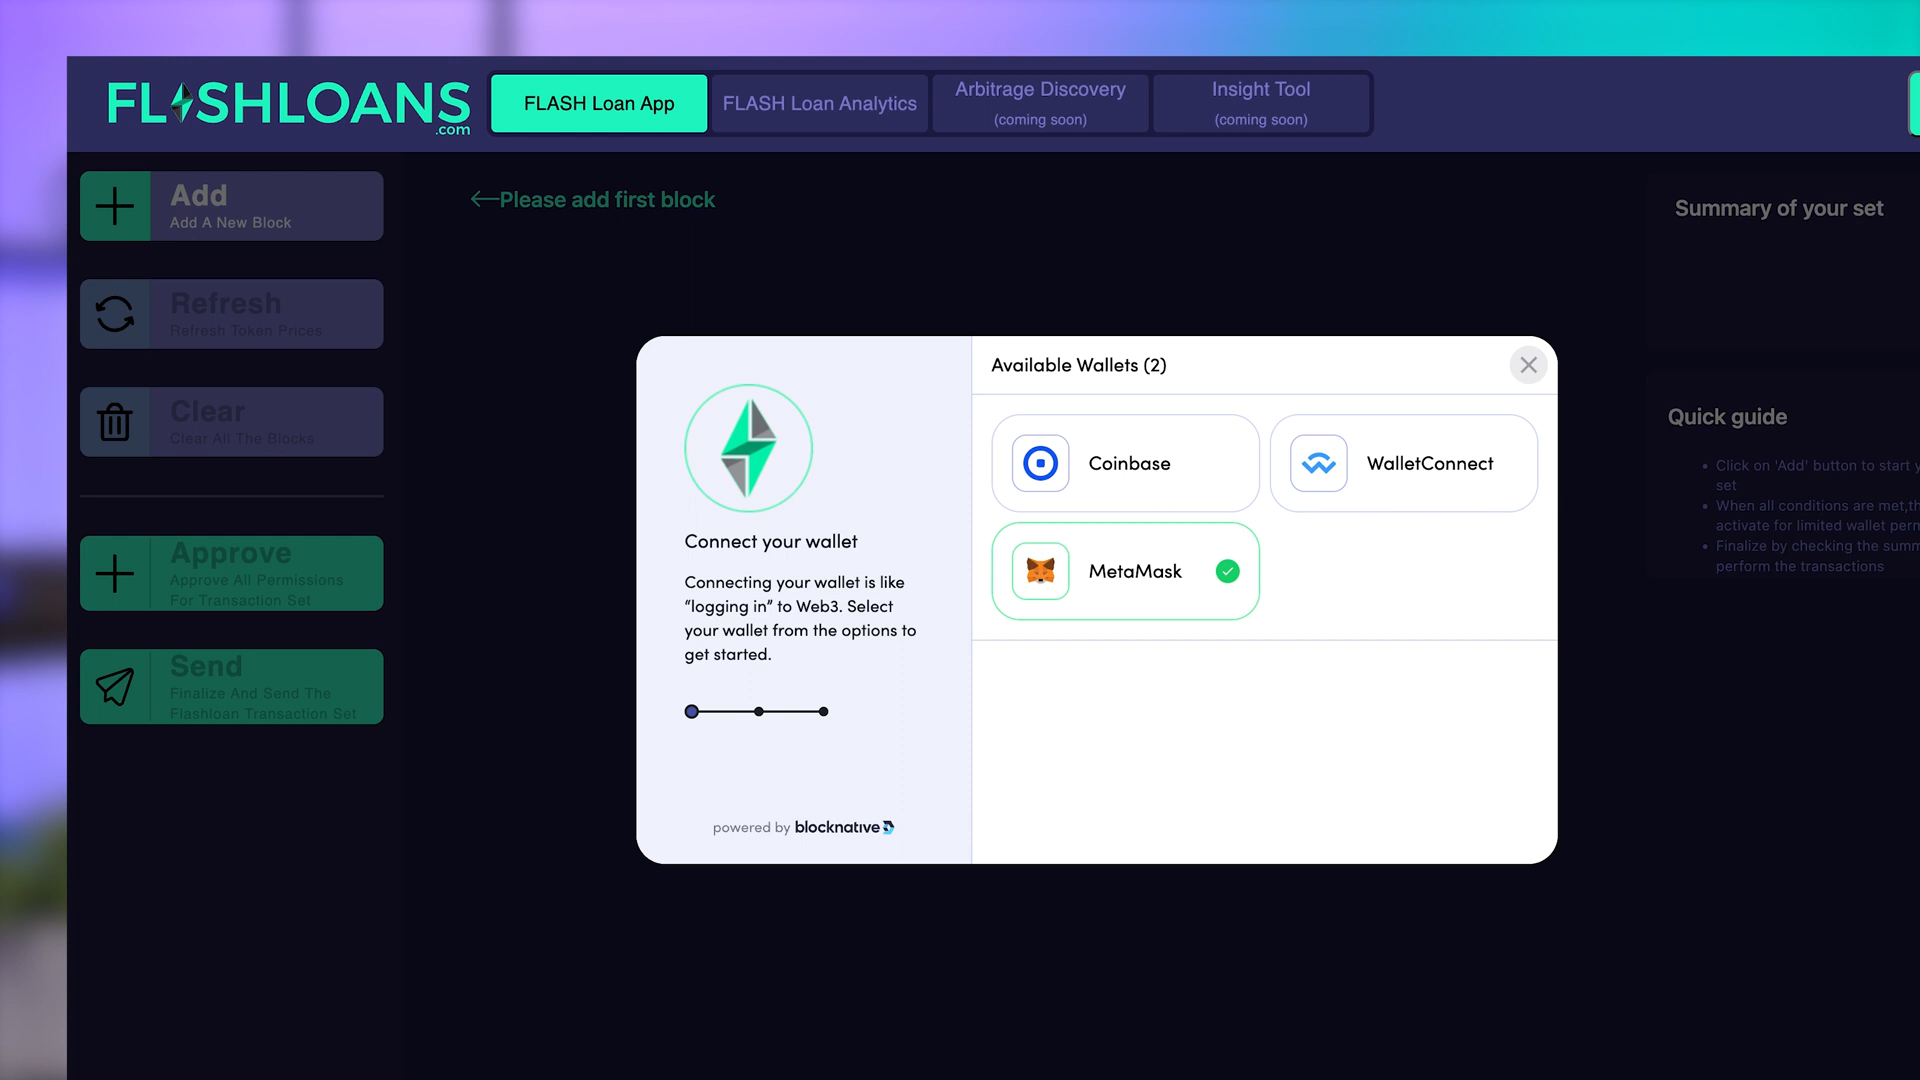 FLASHLOANS
.com
FLASH Loan App
FLASH Loan Analytics
Arbitrage Discovery
(coming soon)
Insight Tool
(coming soon)
Add
Add A New Block
Refresh
Refresh Token Prices
Clear
Clear All The Blocks
Approve
Approve All Permissions
For Transaction Set
Send
Finalize And Send The
Flashloan Transaction Set
←Please add first block
Connect your wallet
Connecting your wallet is like
“logging in” to Web3. Select
your wallet from the options to
get started.
powered by blocknative
Available Wallets (2)
Coinbase
WalletConnect
MetaMask
Summary of your set
Quick guide
• Click on 'Add' button to start
set
• When all conditions are met,
activate for limited wallet
• Finalize by checking the
perform the transactions